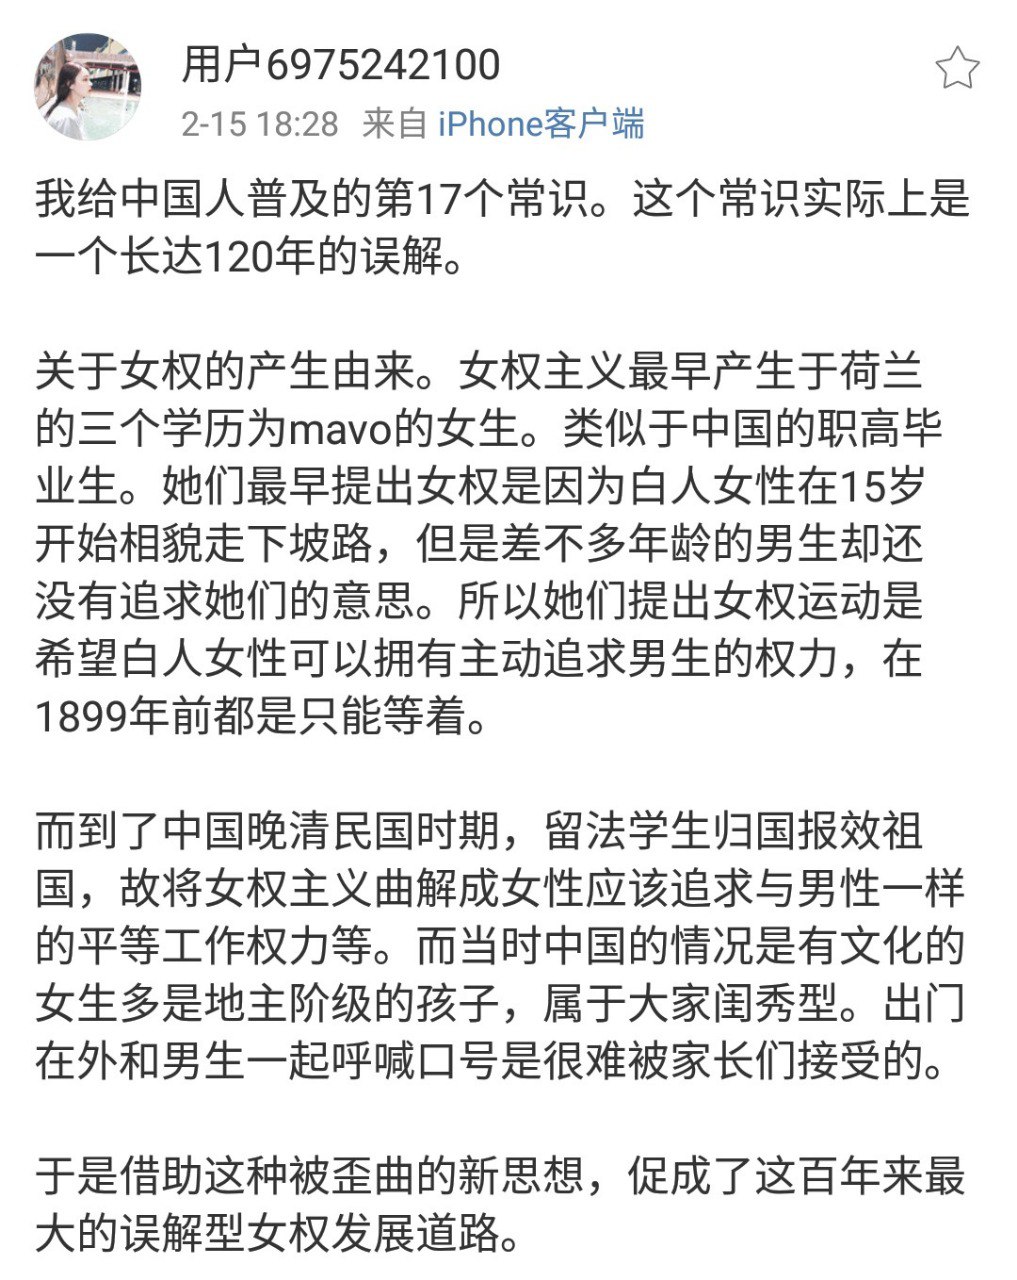 用户6975242100
2-15 18:28 来自 iPhone客户端
我给中国人普及的第17个常识。这个常识实际上是
一个长达120年的误解。
关于女权的产生由来。女权主义最早产生于荷兰
的三个学历为mavo的女生。类似于中国的职高毕
业生。她们最早提出女权是因为白人女性在15岁
开始相貌走下坡路，但是差不多年龄的男生却还
没有追求她们的意思。所以她们提出女权运动是
希望白人女性可以拥有主动追求男生的权力，在
1899年前都是只能等着。
而到了中国晚清民国时期，留法学生归国报效祖
国，故将女权主义曲解成女性应该追求与男性一样
的平等工作权力等。而当时中国的情况是有文化的
女生多是地主阶级的孩子，属于大家闺秀型。出门
在外和男生一起呼喊口号是很难被家长们接受的。
于是借助这种被歪曲的新思想，促成了这百年来最
大的误解型女权发展道路。